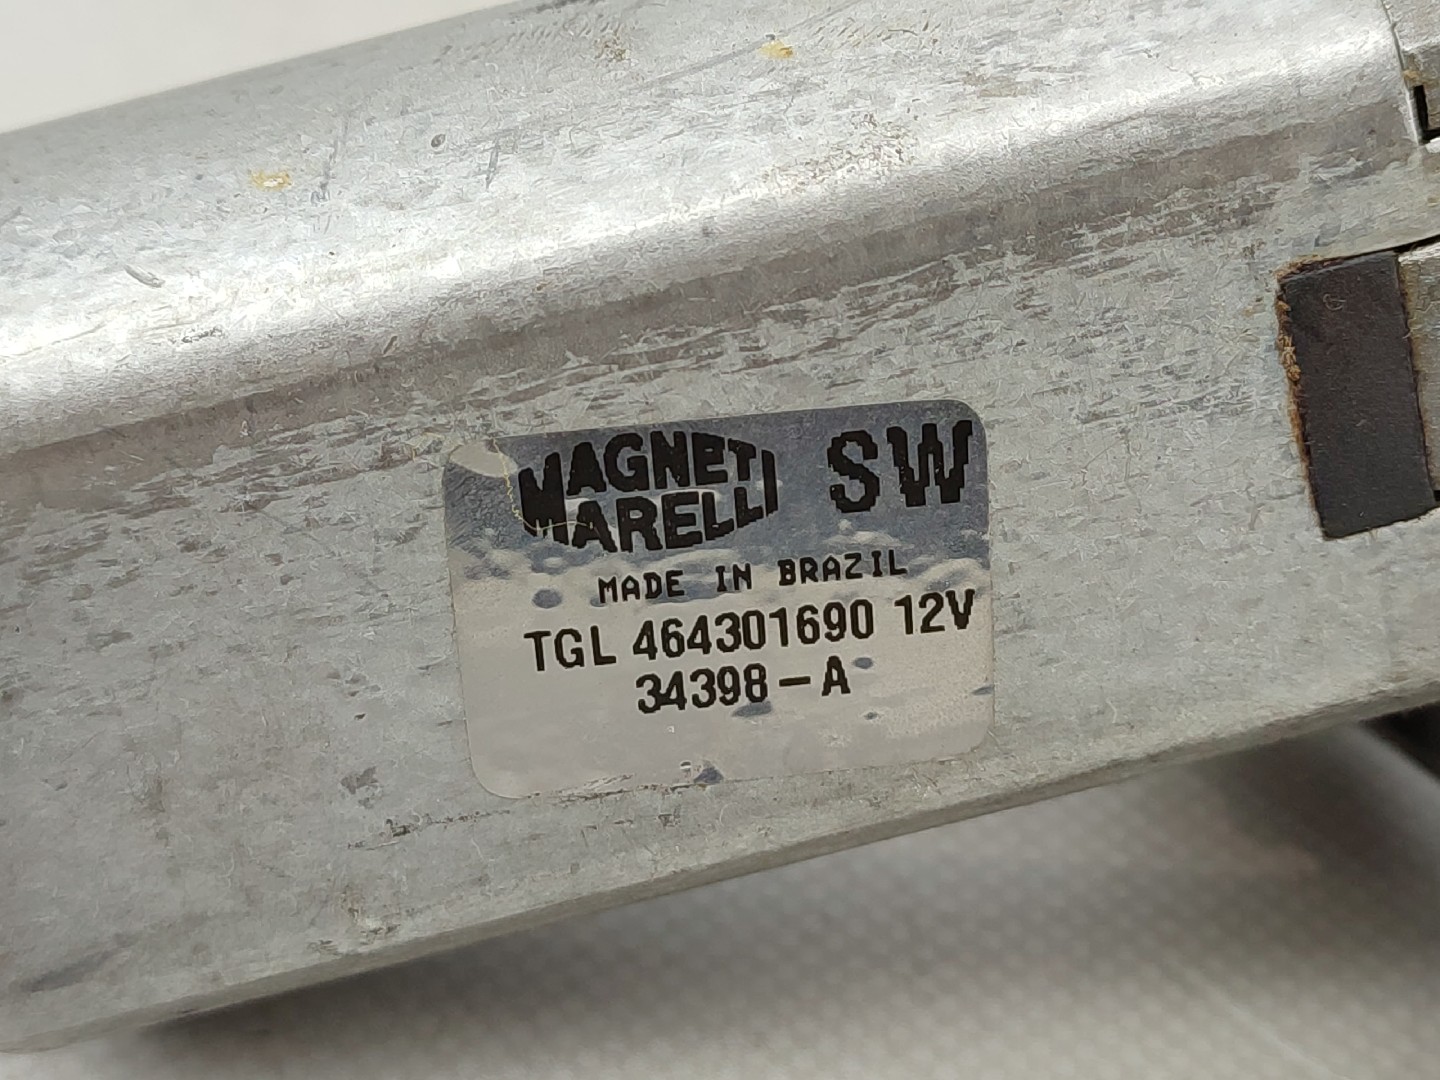 MAGNETI
MARELLI SW
MADE IN BRAZIL
TGL 464301690 12V
34398-A